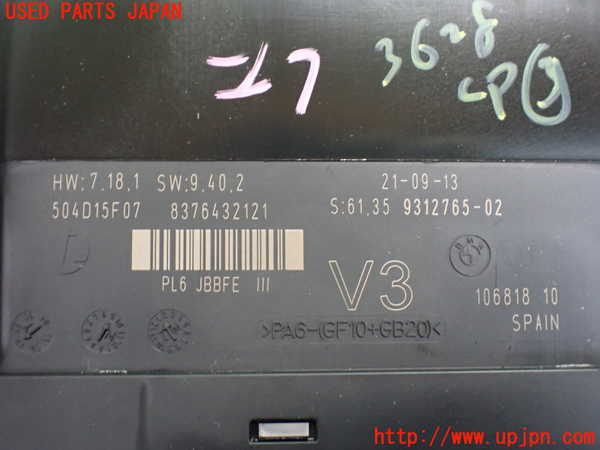 USED PARTS JAPAN
3628
CP
HW:7.18.1 SW:9.40.2 21-09-13
504D15F07 8376432121 S:61.35 9312765-02
PL6 JBBFE III
V3
BMW
106818 10
SPAIN
>PA6-(GF10+GB20)<
U.P.J
http://www.upjpn.com/